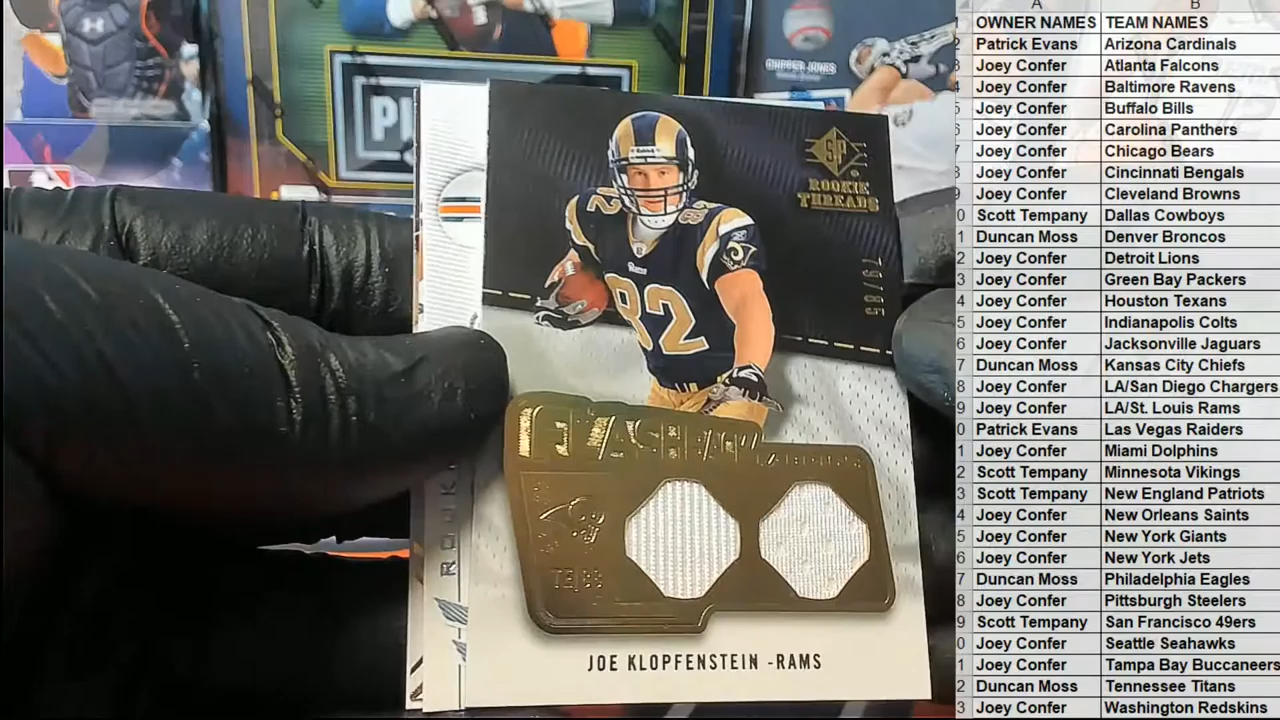 A B
OWNER NAMES TEAM NAMES
Patrick Evans Arizona Cardinals
Joey Confer Atlanta Falcons
Joey Confer Baltimore Ravens
Joey Confer Buffalo Bills
Joey Confer Carolina Panthers
Joey Confer Chicago Bears
Joey Confer Cincinnati Bengals
Joey Confer Cleveland Browns
Scott Tempany Dallas Cowboys
Duncan Moss Denver Broncos
Joey Confer Detroit Lions
Joey Confer Green Bay Packers
Joey Confer Houston Texans
Joey Confer Indianapolis Colts
Joey Confer Jacksonville Jaguars
Duncan Moss Kansas City Chiefs
Joey Confer LA/San Diego Chargers
Joey Confer LA/St. Louis Rams
Patrick Evans Las Vegas Raiders
Joey Confer Miami Dolphins
Scott Tempany Minnesota Vikings
Scott Tempany New England Patriots
Joey Confer New Orleans Saints
Joey Confer New York Giants
Joey Confer New York Jets
Duncan Moss Philadelphia Eagles
Joey Confer Pittsburgh Steelers
Scott Tempany San Francisco 49ers
Joey Confer Seattle Seahawks
Joey Confer Tampa Bay Buccaneers
Duncan Moss Tennessee Titans
Joey Confer Washington Redskins
CHIPPER JONES
SP
ROOKIE
THREADS
82
82
Rams
82
JOE KLOPFENSTEIN -RAMS